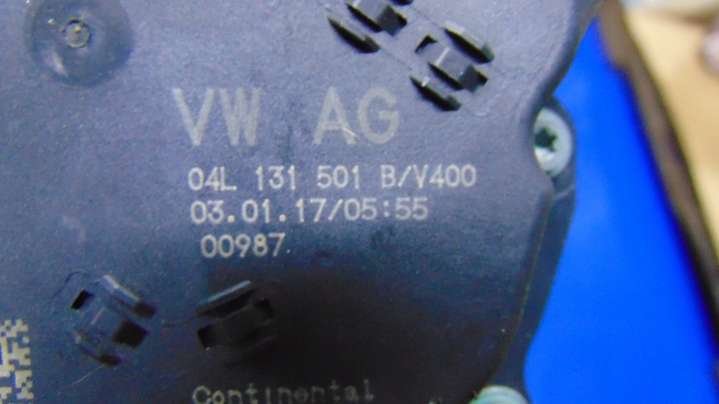 VW AG
04L 131 501 B/V400
03.01.17/05:55
00987
Continental